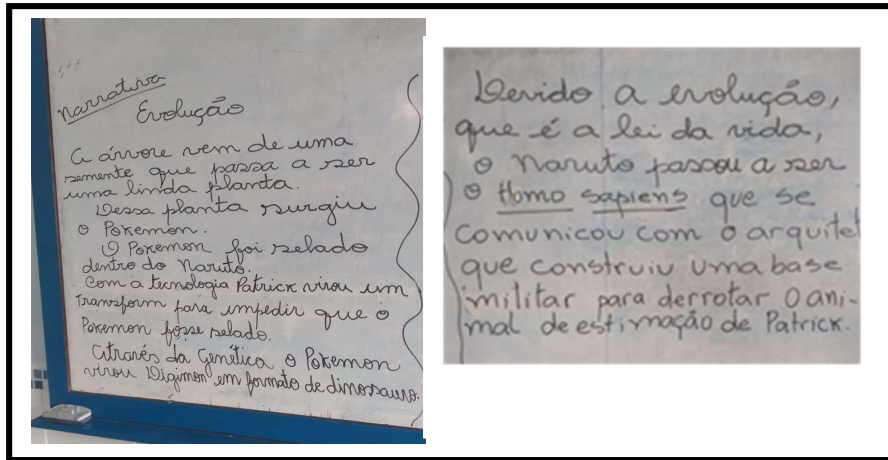 Narrativa
Evolução
A árvore vem de uma
semente que passa a ser
uma linda planta.
Dessa planta surgiu
o Pokemon.
O Pokemon foi selado
dentro do Naruto.
Com a tecnologia Patrick virou um
Transform para impedir que o
Pokemon fosse selado.
Através da genética o Pokemon
virou Digimon em formato de dinossauro.
Devido a evolução,
que é a lei da vida,
o Naruto passou a ser
o Homo sapiens que se
comunicou com o arquitet
que construiu uma base
militar para derrotar o ani-
mal de estimação de Patrick.